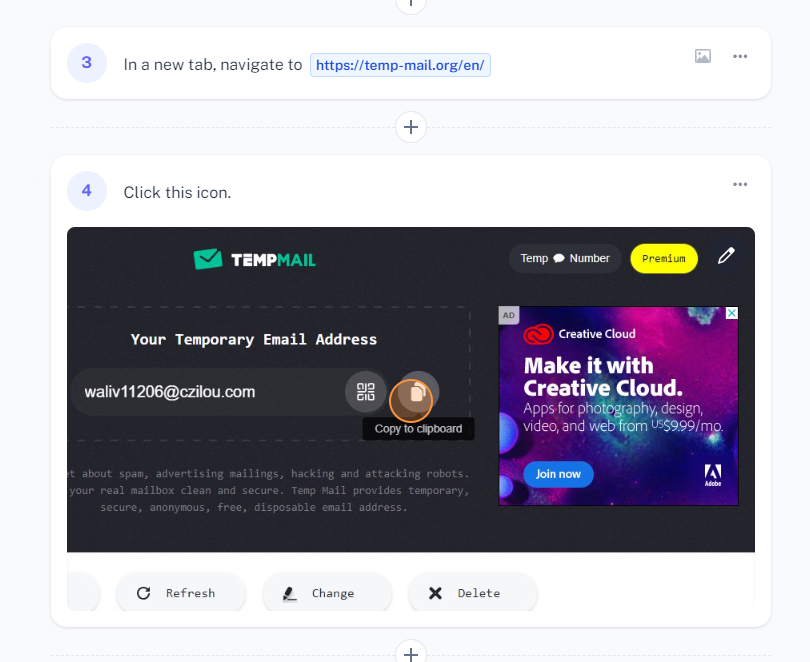 3
In a new tab, navigate to https://temp-mail.org/en/
4
Click this icon.
TEMPMAIL
Temp Number
Premium
AD
Your Temporary Email Address
waliv11206@czilou.com
Copy to clipboard
Creative Cloud
Make it with
Creative Cloud.
Apps for photography, design,
video, and web from US$9.99/mo.
Join now
Adobe
about spam, advertising mailings, hacking and attacking robots.
your real mailbox clean and secure. Temp Mail provides temporary,
secure, anonymous, free, disposable email address.
Refresh
Change
Delete